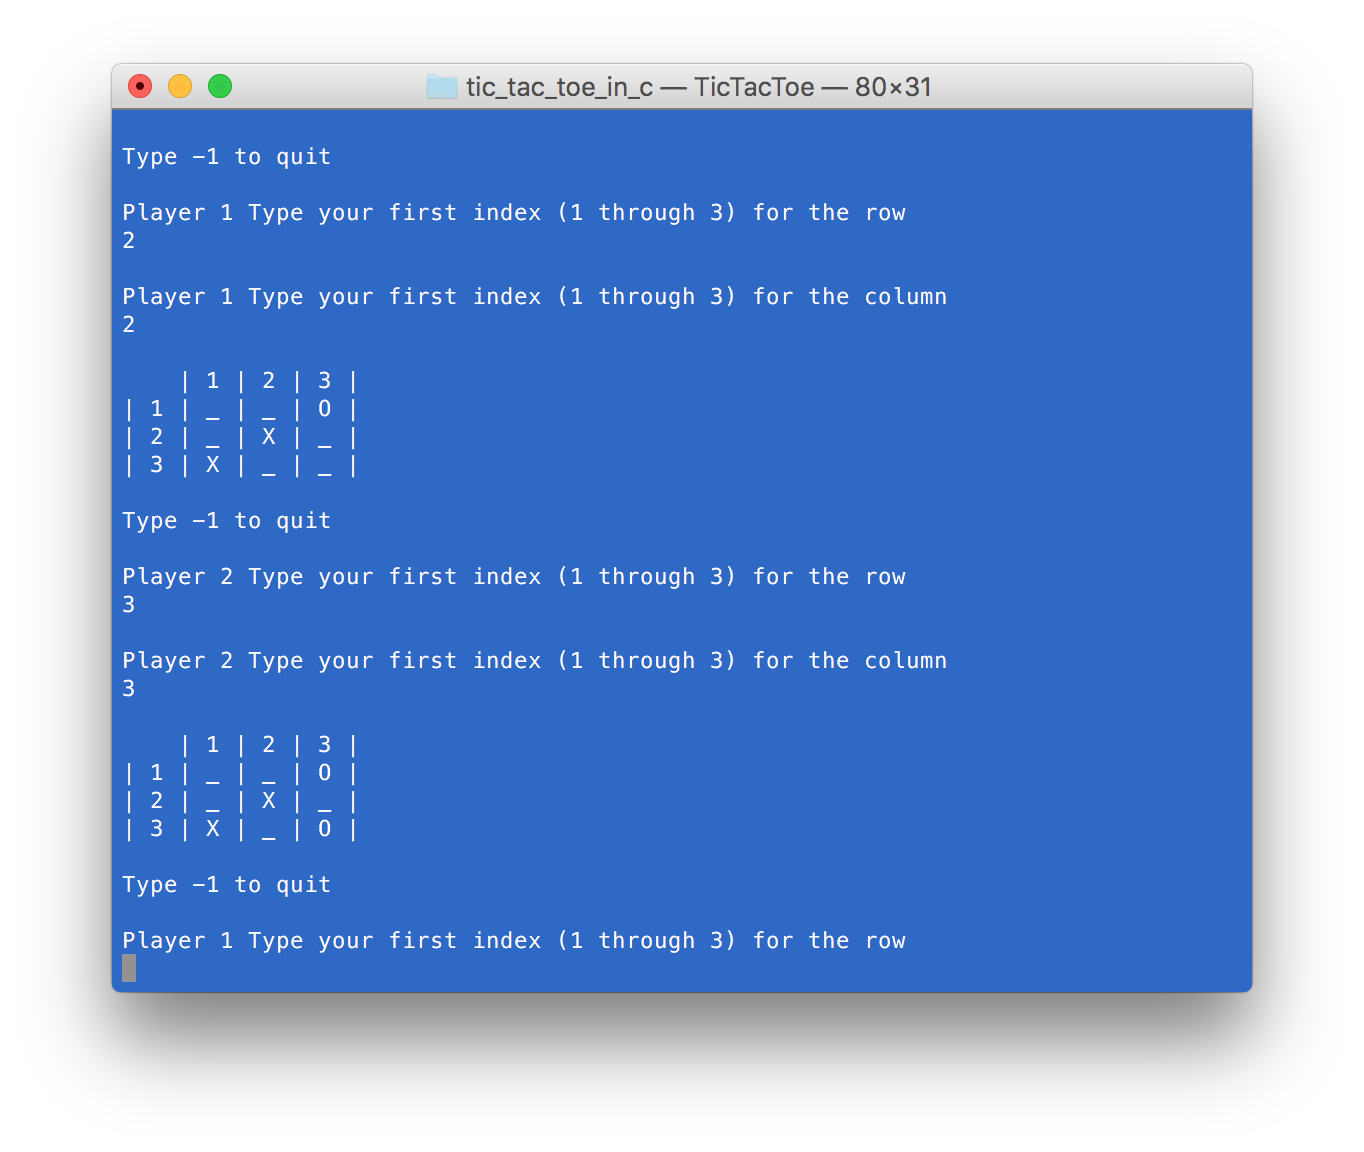 tic_tac_toe_in_c — TicTacToe — 80×31
Type -1 to quit
Player 1 Type your first index (1 through 3) for the row
2
Player 1 Type your first index (1 through 3) for the column
2
    | 1 | 2 | 3 |
| 1 | _ | _ | O |
| 2 | _ | X | _ |
| 3 | X | _ | _ |
Type -1 to quit
Player 2 Type your first index (1 through 3) for the row
3
Player 2 Type your first index (1 through 3) for the column
3
    | 1 | 2 | 3 |
| 1 | _ | _ | O |
| 2 | _ | X | _ |
| 3 | X | _ | O |
Type -1 to quit
Player 1 Type your first index (1 through 3) for the row